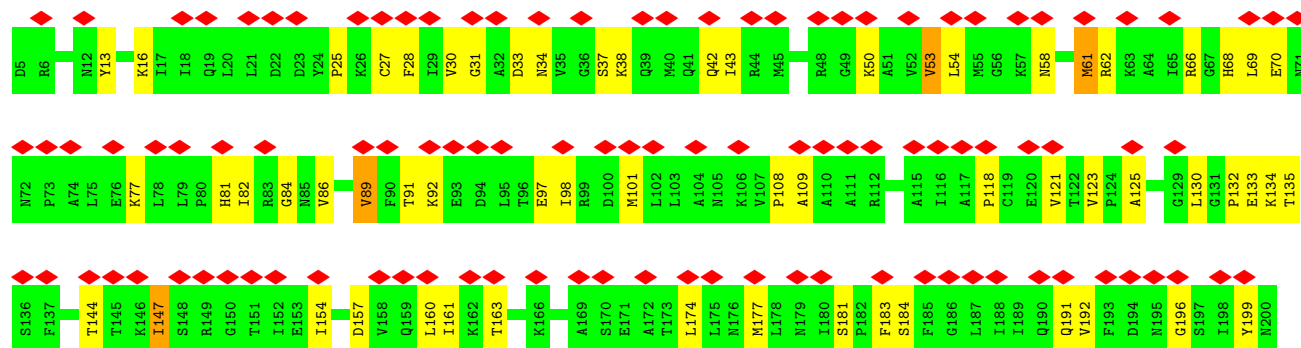 D5 R6 N12 Y13 K16 I17 I18 Q19 L20 L21 D22 D23 Y24 P25 K26 C27 F28 I29 V30 G31 A32 D33 N34 V35 G36 S37 K38 Q39 M40 Q41 Q42 I43 R44 M45 R48 G49 K50 A51 V52 V53 L54 M55 G56 K57 N58 M61 R62 K63 A64 I65 R66 G67 H68 L69 E70 N71
N72 P73 A74 L75 E76 K77 L78 L79 P80 H81 I82 R83 G84 N85 V86 V89 F90 T91 K92 E93 D94 L95 T96 E97 I98 R99 D100 M101 L102 L103 A104 N105 K106 V107 P108 A109 A110 A111 R112 A115 I116 A117 P118 C119 E120 V121 T122 V123 P124 A125 G129 L130 G131 P132 E133 K134 T135
S136 F137 T144 T145 K146 I147 S148 R149 G150 T151 I152 E153 I154 D157 V158 Q159 L160 I161 K162 T163 K166 A169 S170 E171 A172 T173 L174 L175 N176 M177 L178 N179 I180 S181 P182 F183 S184 F185 G186 L187 I188 I189 Q190 Q191 V192 F193 D194 N195 G196 S197 I198 Y199 N200